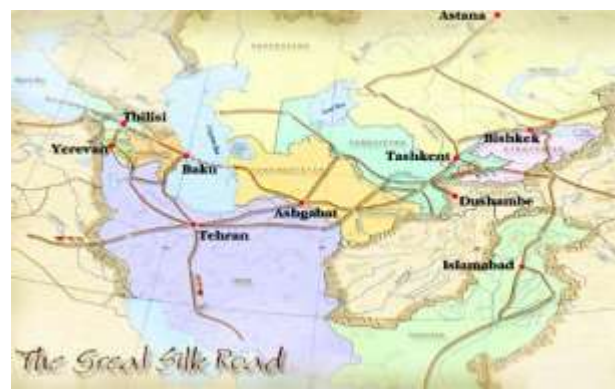 Astana
Tbilisi
Bishkek
Yerevan
Baku
Tashkent
Ashgabat
Dushambe
Tehran
Islamabad
The Great Silk Road